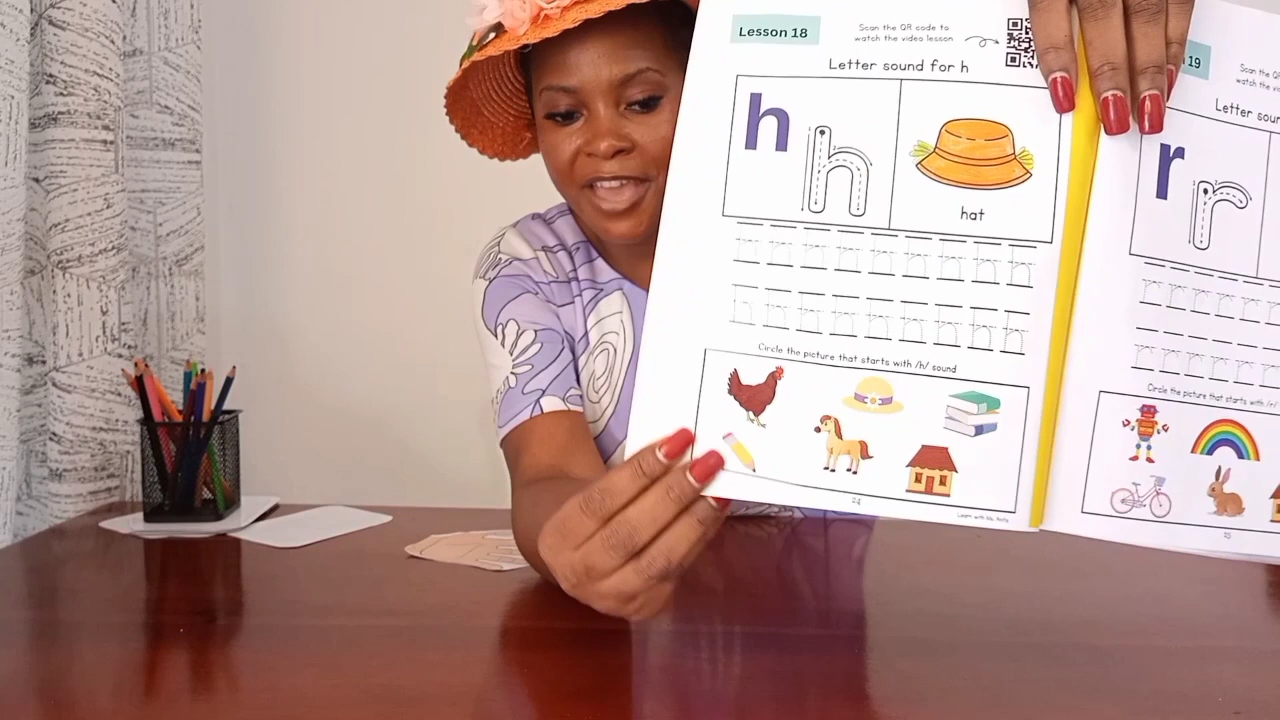 Lesson 18
Scan the QR code to
watch the video lesson
Letter sound for h
h h
hat
h h h h h h h h h
h h h h h h h h h
Circle the picture that starts with /h/ sound
24
19
Letter
r r
r r r r r
r r r r r
Circle the picture that starts with /r/
25